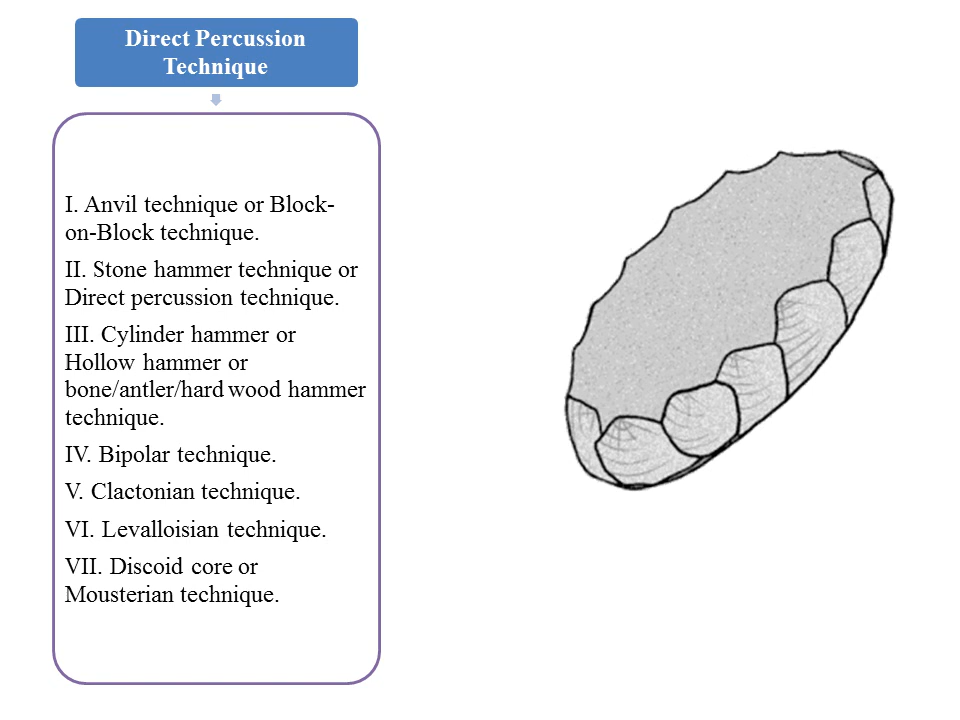 Direct Percussion
Technique
I. Anvil technique or Block-
on-Block technique.
II. Stone hammer technique or
Direct percussion technique.
III. Cylinder hammer or
Hollow hammer or
bone/antler/hard wood hammer
technique.
IV. Bipolar technique.
V. Clactonian technique.
VI. Levalloisian technique.
VII. Discoid core or
Mousterian technique.